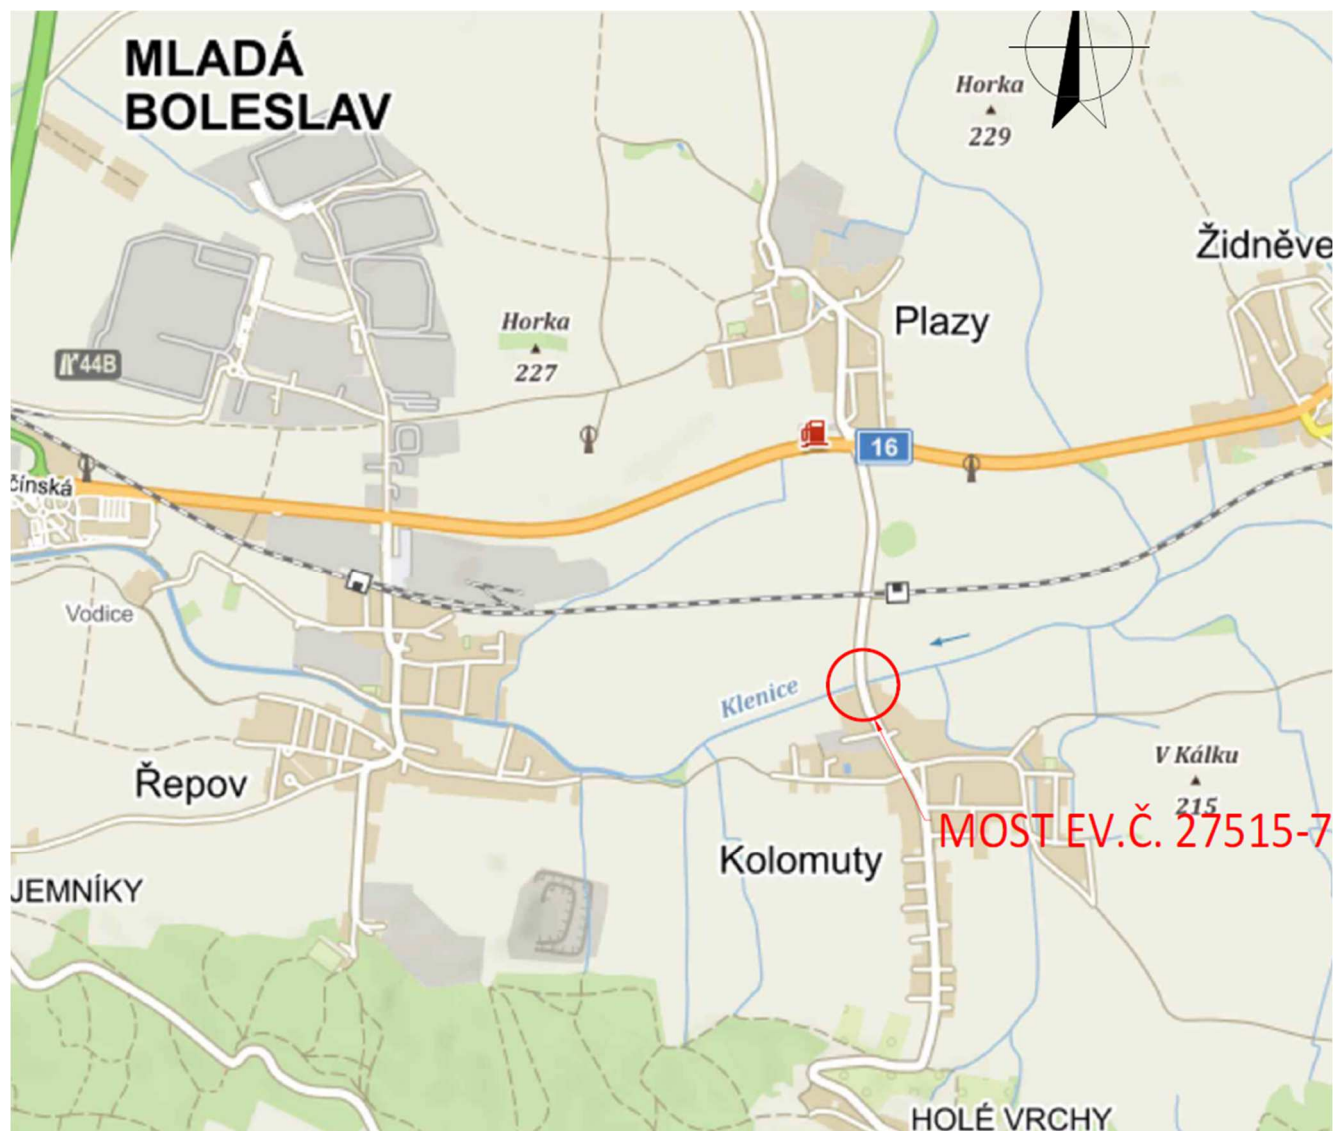 MLADÁ
BOLESLAV
Horka
229
Židněve
Plazy
Horka
227
44B
16
čínská
Vodice
Klenice
Řepov
V Kálku
215
MOST EV.Č. 27515-7
Kolomuty
JEMNÍKY
HOLÉ VRCHY